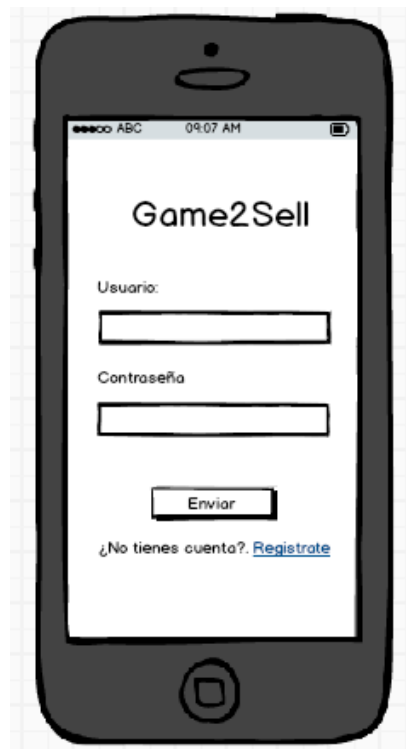 ABC 09:07 AM
Game2Sell
Usuario:
Contraseña
Enviar
¿No tienes cuenta?. Registrate